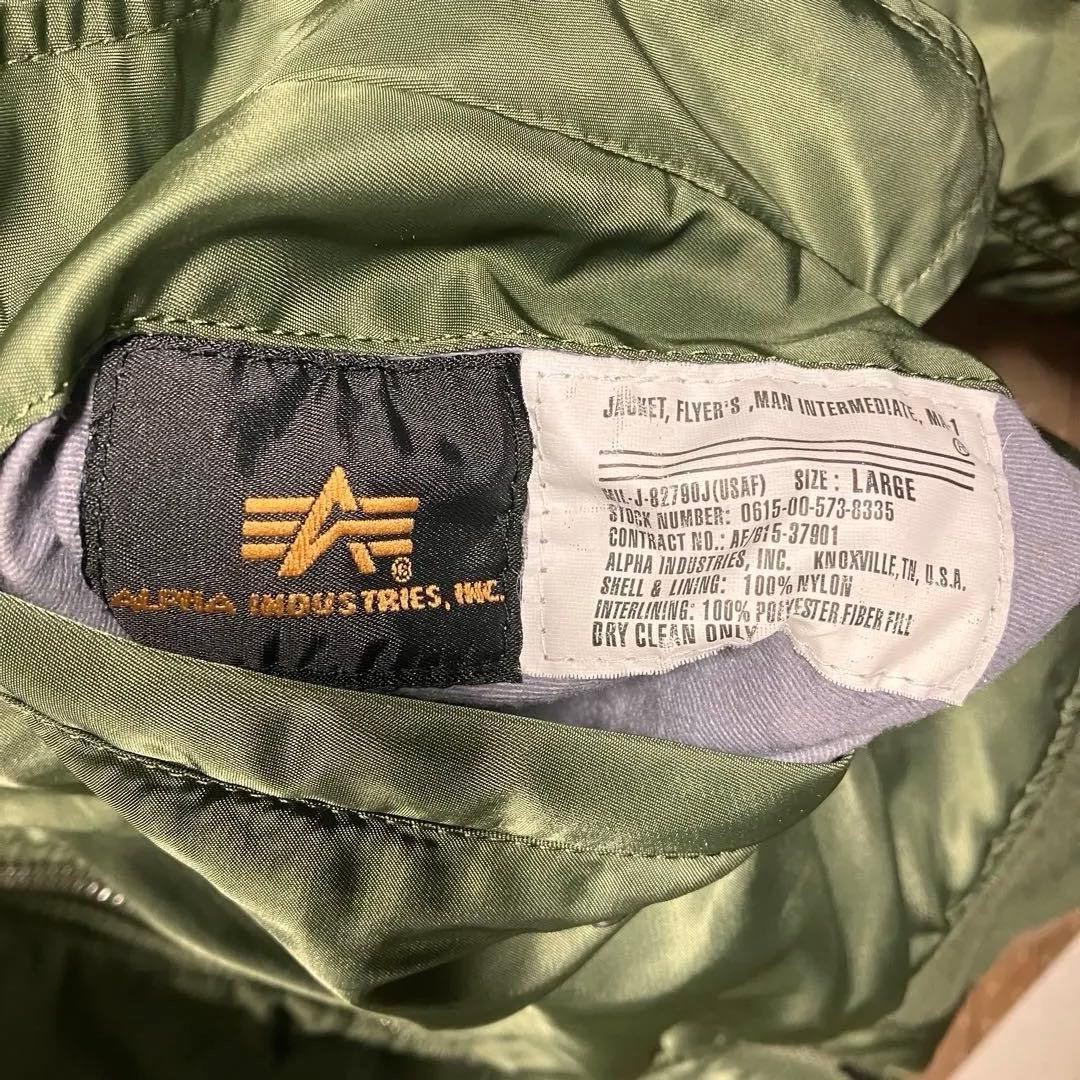 ALPHA INDUSTRIES, INC.
JACKET, FLYER'S, MAN INTERMEDIATE, MA-1
MIL-J-82790J(USAF) SIZE: LARGE
STOCK NUMBER: 0615-00-573-8335
CONTRACT NO.: AF/615-37901
ALPHA INDUSTRIES, INC. KNOXVILLE, TN, U.S.A.
SHELL & LINING: 100% NYLON
INTERLINING: 100% POLYESTER FIBER FILL
DRY CLEAN ONLY